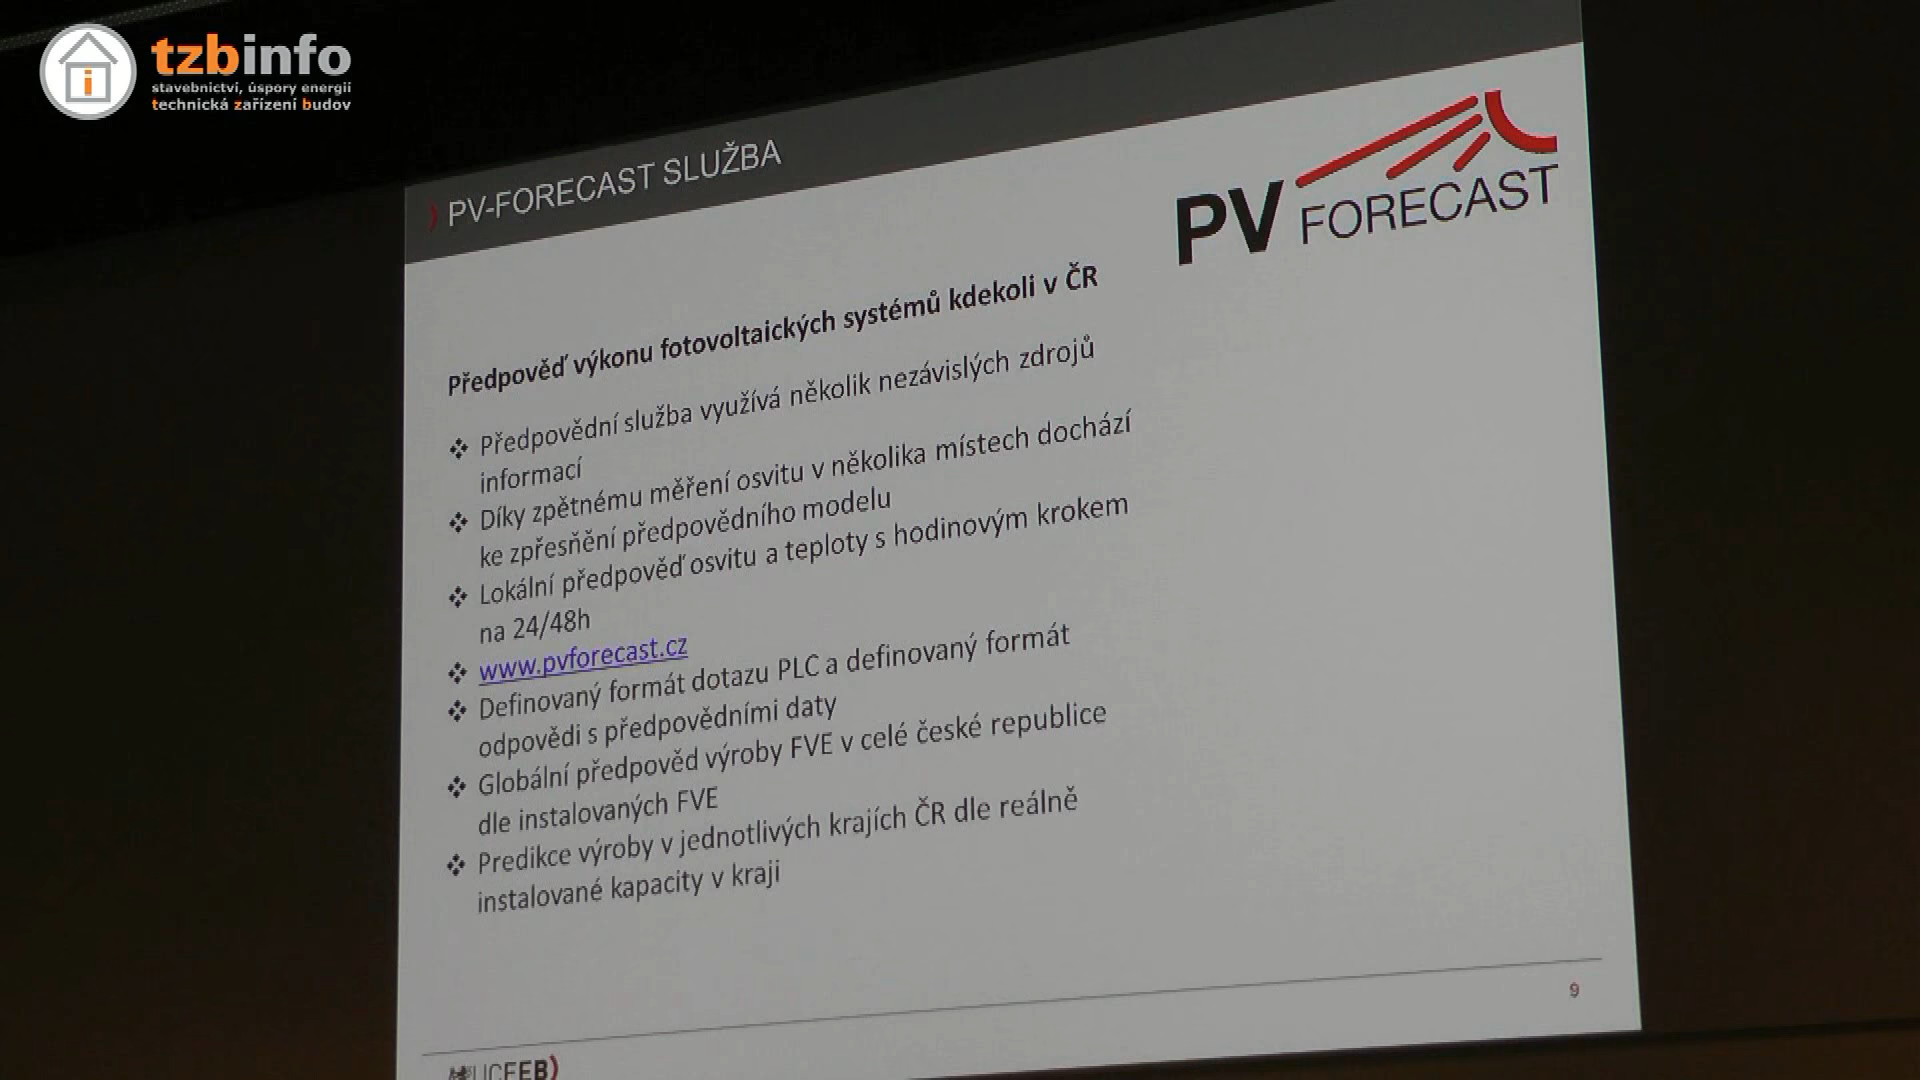 tzbinfo
stavebnictví, úspory energií
technická zařízení budov
PV-FORECAST SLUŽBA
PV FORECAST
Předpověď výkonu fotovoltaických systémů kdekoli v ČR
Předpovědní služba využívá několik nezávislých zdrojů
informací
Díky zpětnému měření osvitu v několika místech dochází
ke zpřesňění předpovědního modelu
Lokální předpověď osvitu a teploty s hodinovým krokem
na 24/48h
www.pvforecast.cz
Definovaný formát dotazu PLC a definovaný formát
odpovědi s předpovědními daty
Globální předpověd výroby FVE v celé české republice
dle instalovaných FVE
Predikce výroby v jednotlivých krajích ČR dle reálně
instalované kapacity v kraji
9
UCEEB